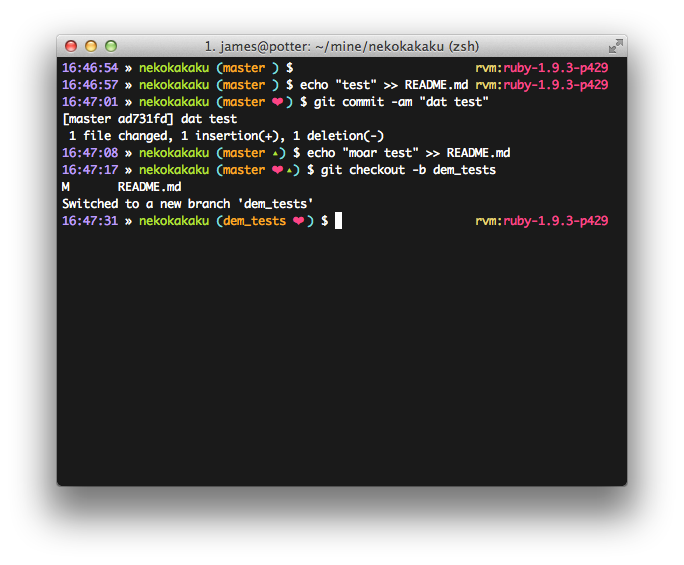 1. james@potter: ~/mine/nekokakaku (zsh)
16:46:54 » nekokakaku (master ) $ rvm:ruby-1.9.3-p429
16:46:57 » nekokakaku (master ) $ echo "test" >> README.md rvm:ruby-1.9.3-p429
16:47:01 » nekokakaku (master ❤) $ git commit -am "dat test"
[master ad731fd] dat test
1 file changed, 1 insertion(+), 1 deletion(-)
16:47:08 » nekokakaku (master ▴) $ echo "moar test" >> README.md
16:47:17 » nekokakaku (master ❤▴) $ git checkout -b dem_tests
M README.md
Switched to a new branch 'dem_tests'
16:47:31 » nekokakaku (dem_tests ❤) $ rvm:ruby-1.9.3-p429